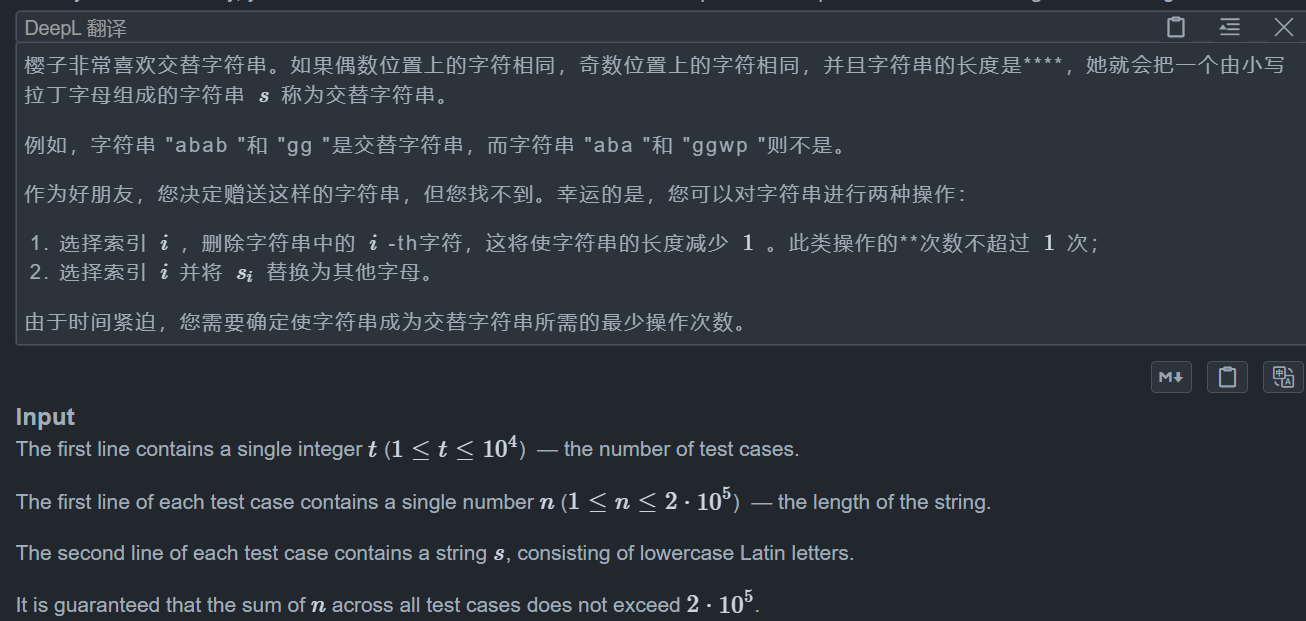 DeepL 翻译
樱子非常喜欢交替字符串。如果偶数位置上的字符相同，奇数位置上的字符相同，并且字符串的长度是****，她就会把一个由小写
拉丁字母组成的字符串 s 称为交替字符串。
例如，字符串 "abab "和 "gg "是交替字符串，而字符串 "aba "和 "ggwp "则不是。
作为好朋友，您决定赠送这样的字符串，但您找不到。幸运的是，您可以对字符串进行两种操作：
1. 选择索引 i ，删除字符串中的 i -th字符，这将使字符串的长度减少 1 。此类操作的**次数不超过 1 次；
2. 选择索引 i 并将 sᵢ 替换为其他字母。
由于时间紧迫，您需要确定使字符串成为交替字符串所需的最少操作次数。
M↓
中A
Input
The first line contains a single integer t (1 ≤ t ≤ 10⁴) — the number of test cases.
The first line of each test case contains a single number n (1 ≤ n ≤ 2 · 10⁵) — the length of the string.
The second line of each test case contains a string s, consisting of lowercase Latin letters.
It is guaranteed that the sum of n across all test cases does not exceed 2 · 10⁵.